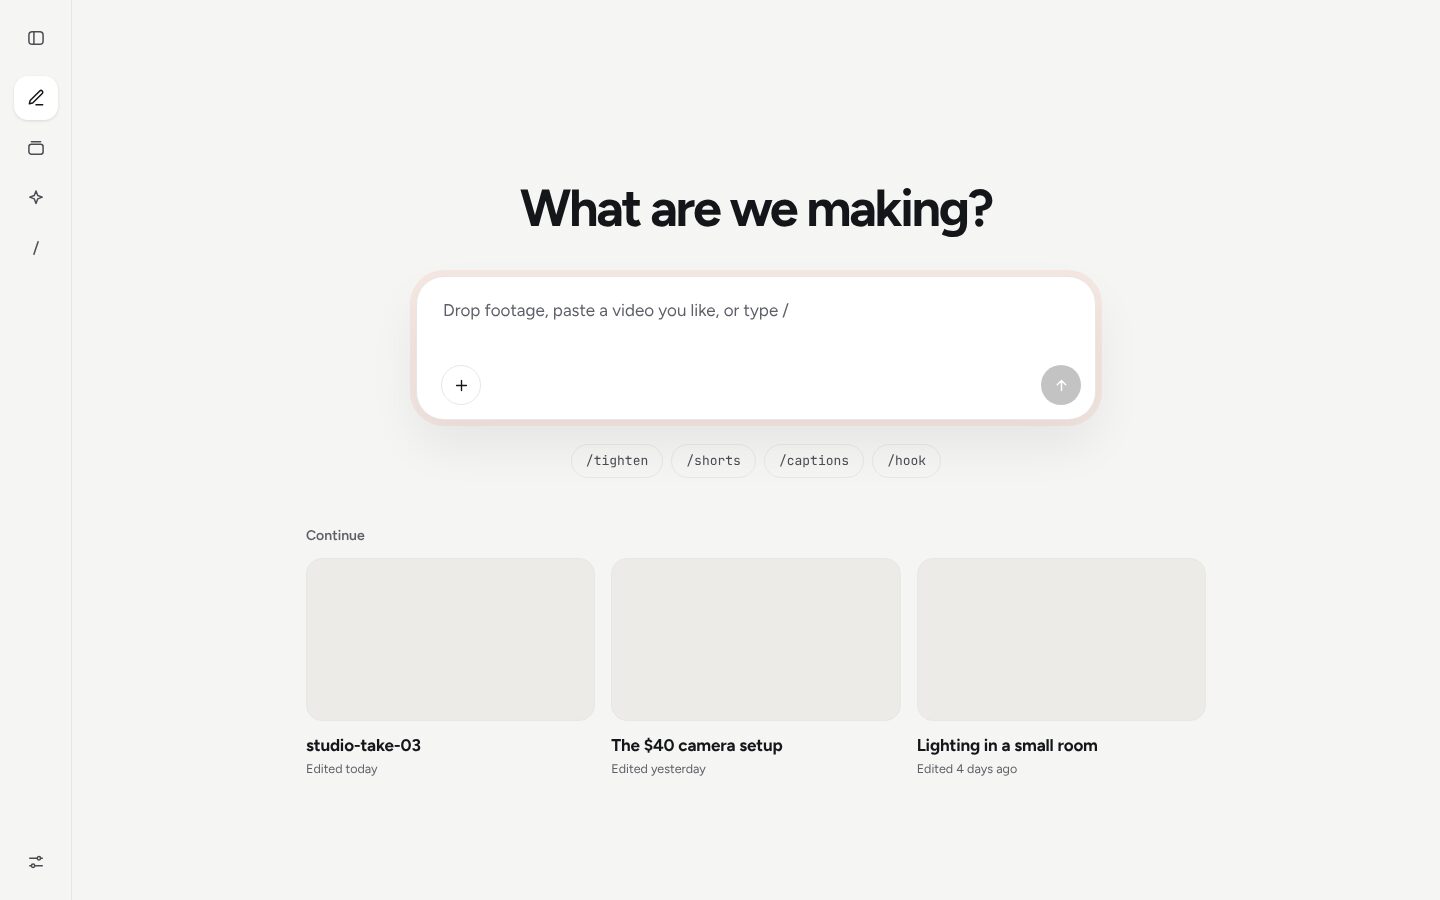 /
What are we making?
Drop footage, paste a video you like, or type /
/tighten /shorts /captions /hook
Continue
studio-take-03 The $40 camera setup Lighting in a small room
Edited today Edited yesterday Edited 4 days ago